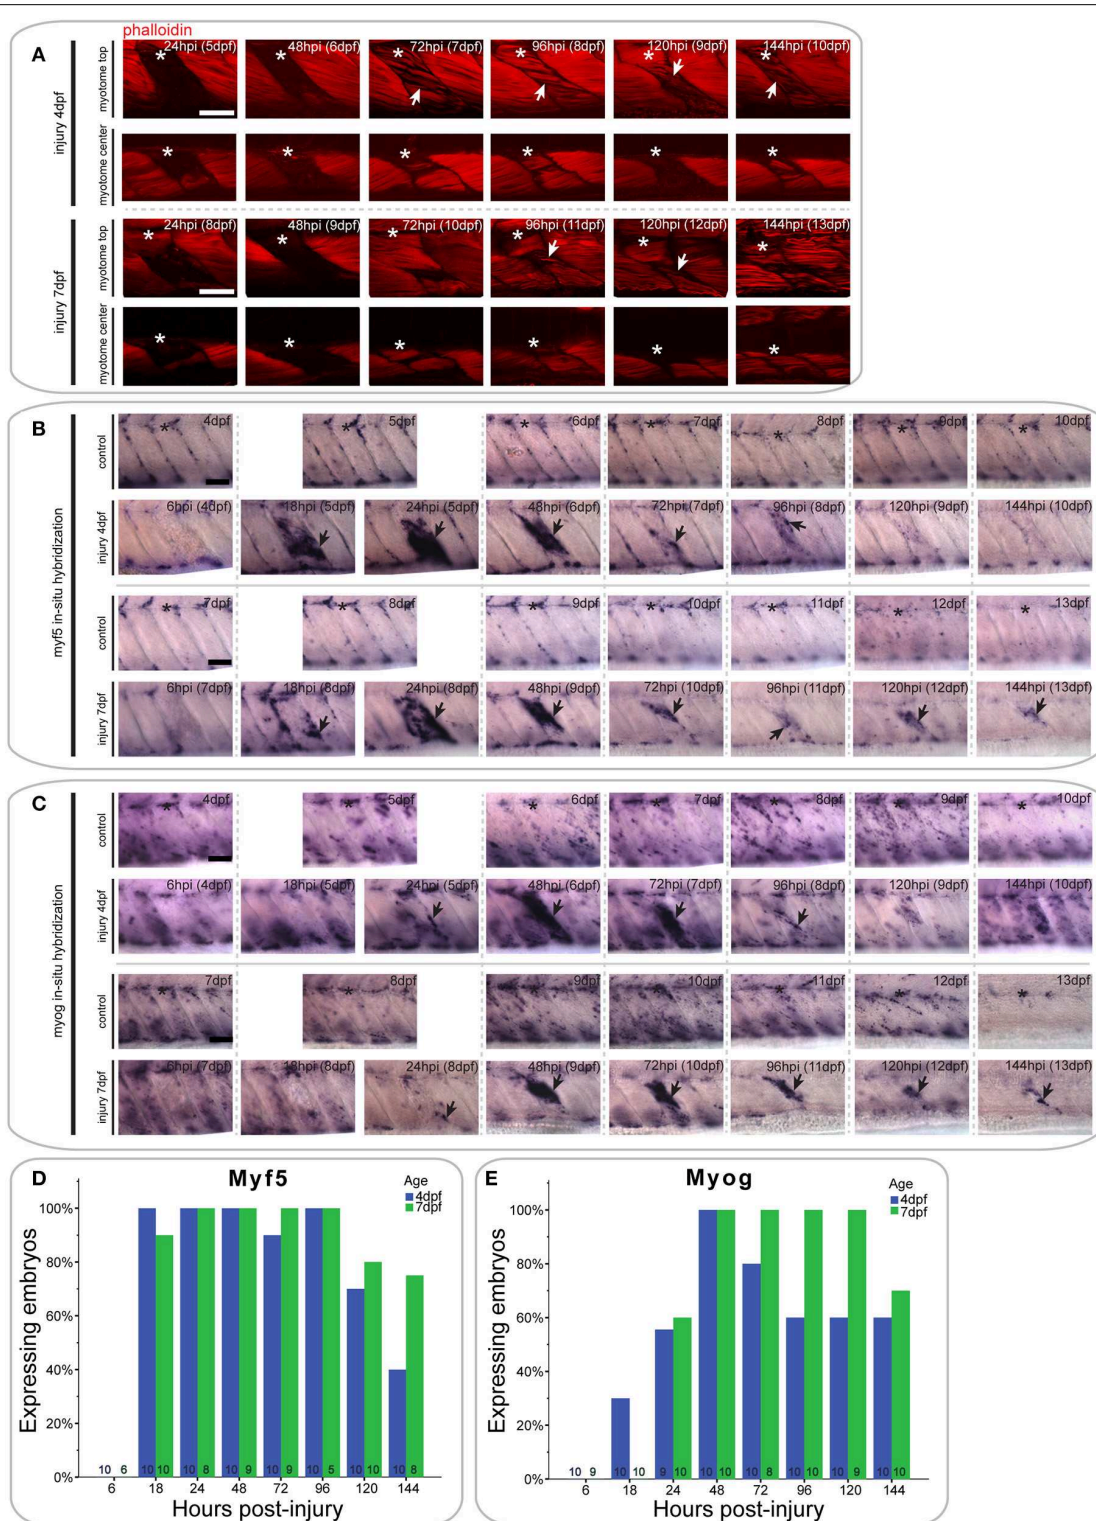 A
phalloidin
injury 4dpf
myotome top
24hpi (5dpf) 48hpi (6dpf) 72hpi (7dpf) 96hpi (8dpf) 120hpi (9dpf) 144hpi (10dpf)
myotome center
injury 7dpf
myotome top
24hpi (8dpf) 48hpi (9dpf) 72hpi (10dpf) 96hpi (11dpf) 120hpi (12dpf) 144hpi (13dpf)
myotome center
B
myf5 in-situ hybridization
control
4dpf 5dpf 6dpf 7dpf 8dpf 9dpf 10dpf
injury 4dpf
6hpi (4dpf) 18hpi (5dpf) 24hpi (5dpf) 48hpi (6dpf) 72hpi (7dpf) 96hpi (8dpf) 120hpi (9dpf) 144hpi (10dpf)
control
7dpf 8dpf 9dpf 10dpf 11dpf 12dpf 13dpf
injury 7dpf
6hpi (7dpf) 18hpi (8dpf) 24hpi (8dpf) 48hpi (9dpf) 72hpi (10dpf) 96hpi (11dpf) 120hpi (12dpf) 144hpi (13dpf)
C
myog in-situ hybridization
control
4dpf 5dpf 6dpf 7dpf 8dpf 9dpf 10dpf
injury 4dpf
6hpi (4dpf) 18hpi (5dpf) 24hpi (5dpf) 48hpi (6dpf) 72hpi (7dpf) 96hpi (8dpf) 120hpi (9dpf) 144hpi (10dpf)
control
7dpf 8dpf 9dpf 10dpf 11dpf 12dpf 13dpf
injury 7dpf
6hpi (7dpf) 18hpi (8dpf) 24hpi (8dpf) 48hpi (9dpf) 72hpi (10dpf) 96hpi (11dpf) 120hpi (12dpf) 144hpi (13dpf)
D
Myf5
Age
4dpf
7dpf
Expressing embryos
100%
80%
60%
40%
20%
0%
10 6 10 10 10 8 10 9 10 9 10 5 10 10 10 8
6 18 24 48 72 96 120 144
Hours post-injury
E
Myog
Age
4dpf
7dpf
Expressing embryos
100%
80%
60%
40%
20%
0%
10 9 10 10 9 10 10 10 10 8 10 10 10 9 10 10
6 18 24 48 72 96 120 144
Hours post-injury